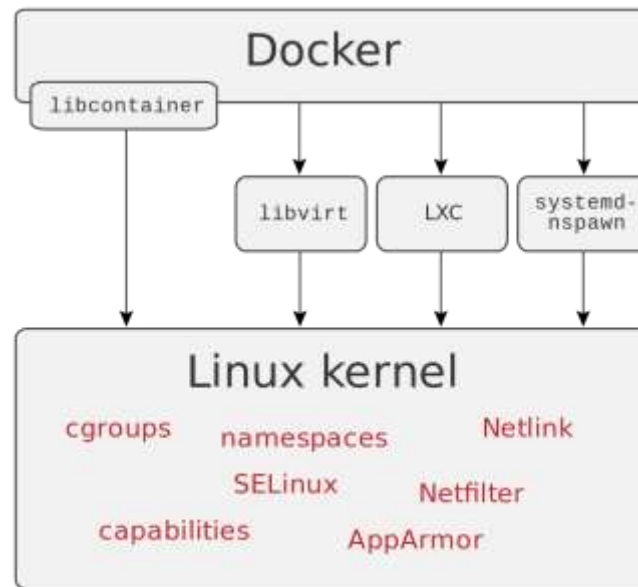 Docker
libcontainer
libvirt
LXC
systemd-
nspawn
Linux kernel
cgroups
namespaces
Netlink
SELinux
Netfilter
capabilities
AppArmor